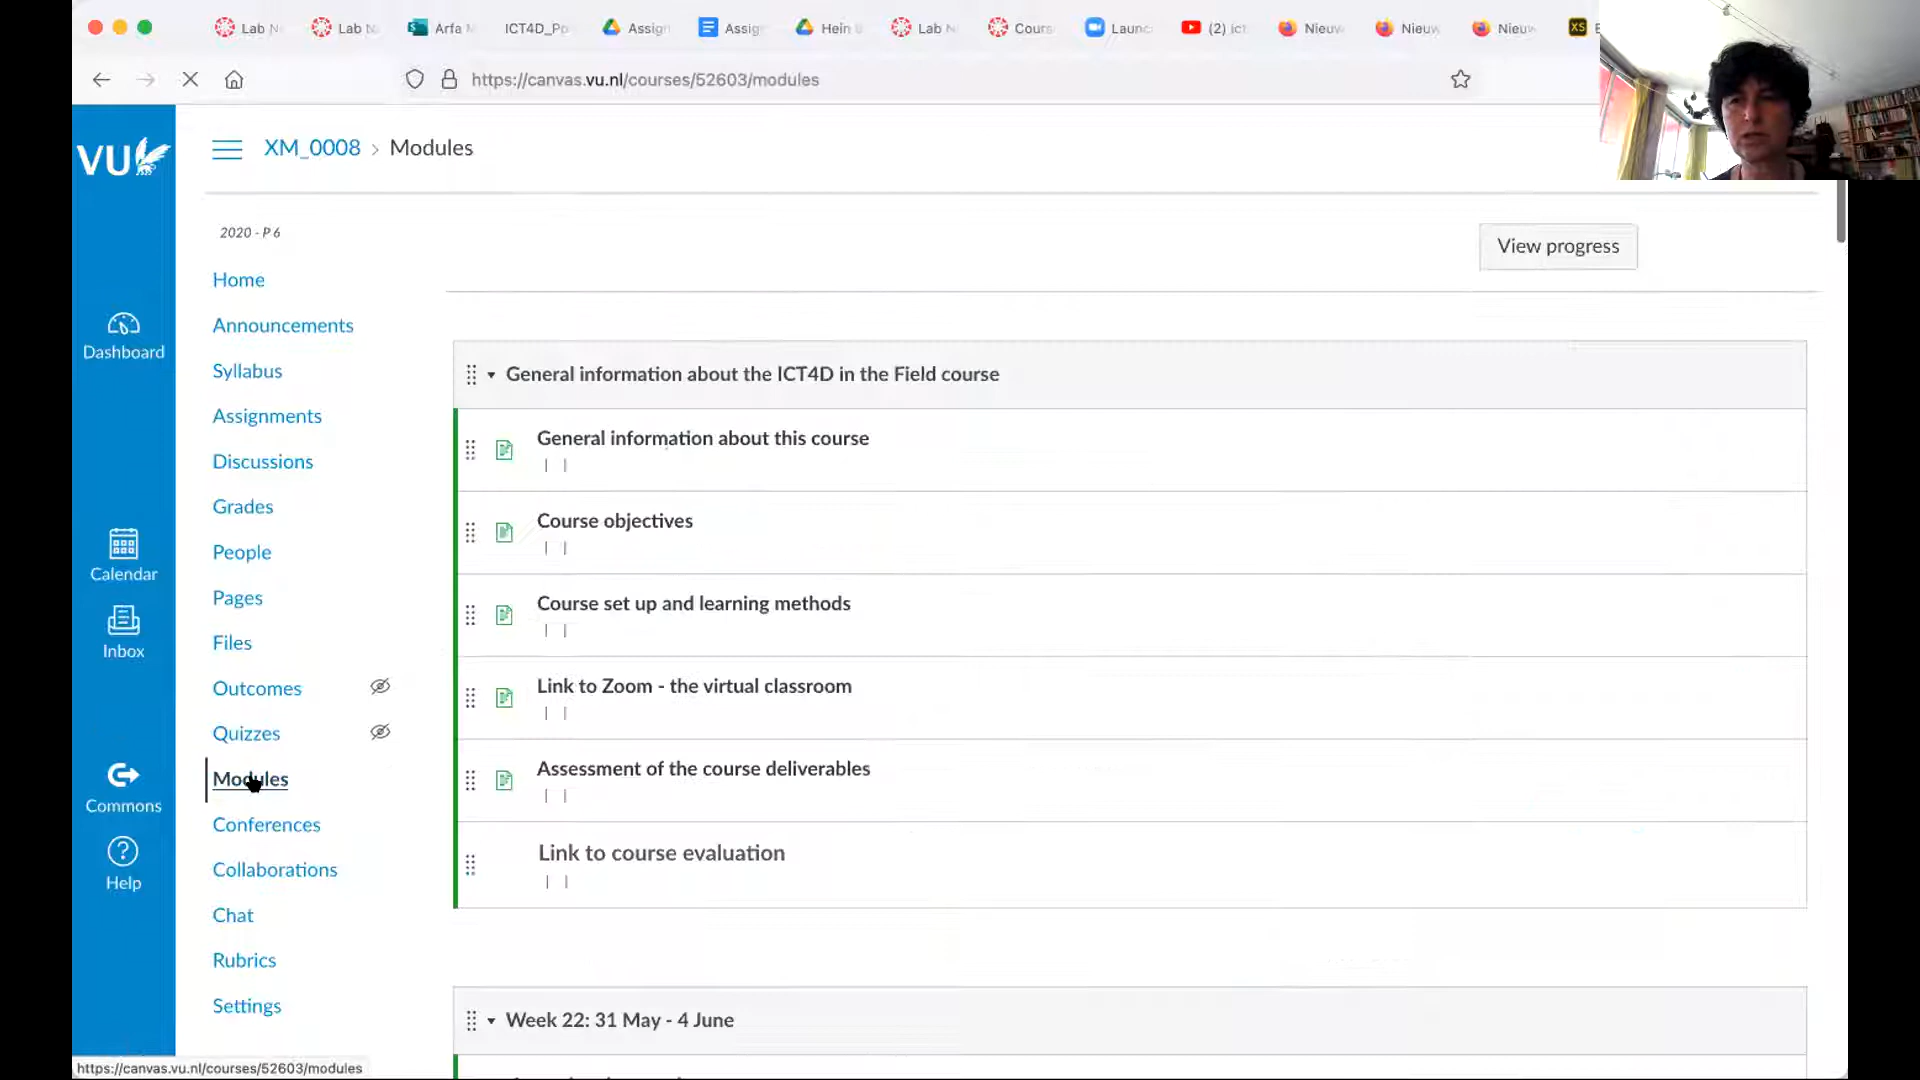 Lab N
Lab N
Arfa M
ICT4D_Po
Assign
Assig
Hein
Lab N
Cours
Launc
(2) ict
Nieuw
Nieuw
Nieuw
XS
https://canvas.vu.nl/courses/52603/modules
VU
XM_0008 › Modules
2020 - P 6
View progress
Home
Announcements
Syllabus
Assignments
Discussions
Grades
People
Pages
Files
Outcomes
Quizzes
Modules
Conferences
Collaborations
Chat
Rubrics
Settings
Dashboard
Calendar
Inbox
Commons
Help
General information about the ICT4D in the Field course
General information about this course
Course objectives
Course set up and learning methods
Link to Zoom - the virtual classroom
Assessment of the course deliverables
Link to course evaluation
Week 22: 31 May - 4 June
https://canvas.vu.nl/courses/52603/modules